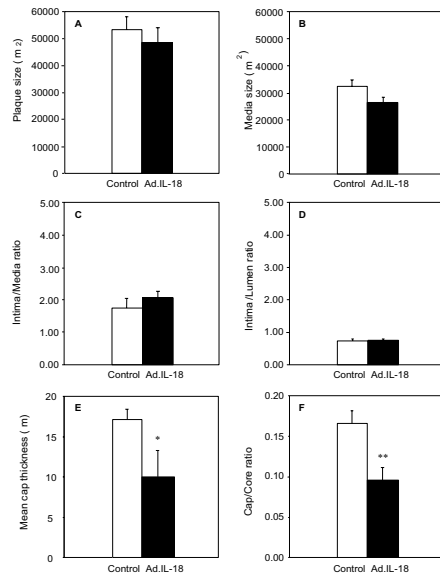 A
Plaque size ( m 2)
60000
50000
40000
30000
20000
10000
0
Control Ad.IL-18
B
Media size ( m²)
60000
50000
40000
30000
20000
10000
0
Control Ad.IL-18
C
Intima/Media ratio
5.00
4.00
3.00
2.00
1.00
0.00
Control Ad.IL-18
D
Intima /Lumen ratio
5.00
4.00
3.00
2.00
1.00
0.00
Control Ad.IL-18
E
Mean cap thickness ( m)
20
15
10
5
0
*
Control Ad.IL-18
F
Cap/Core ratio
0.20
0.15
0.10
0.05
0.00
**
Control Ad.IL-18